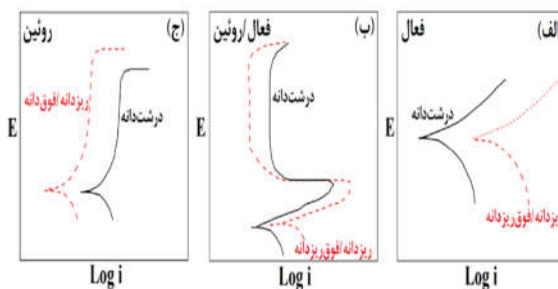 الف)
فعال
درشت‌دانه
ریزدانه/فوق‌ریزدانه
E
Log i
(ب)
فعال/روئین
درشت‌دانه
ریزدانه/فوق‌ریزدانه
E
Log i
(ج)
روئین
ریزدانه/فوق‌دانه
درشت‌دانه
E
Log i